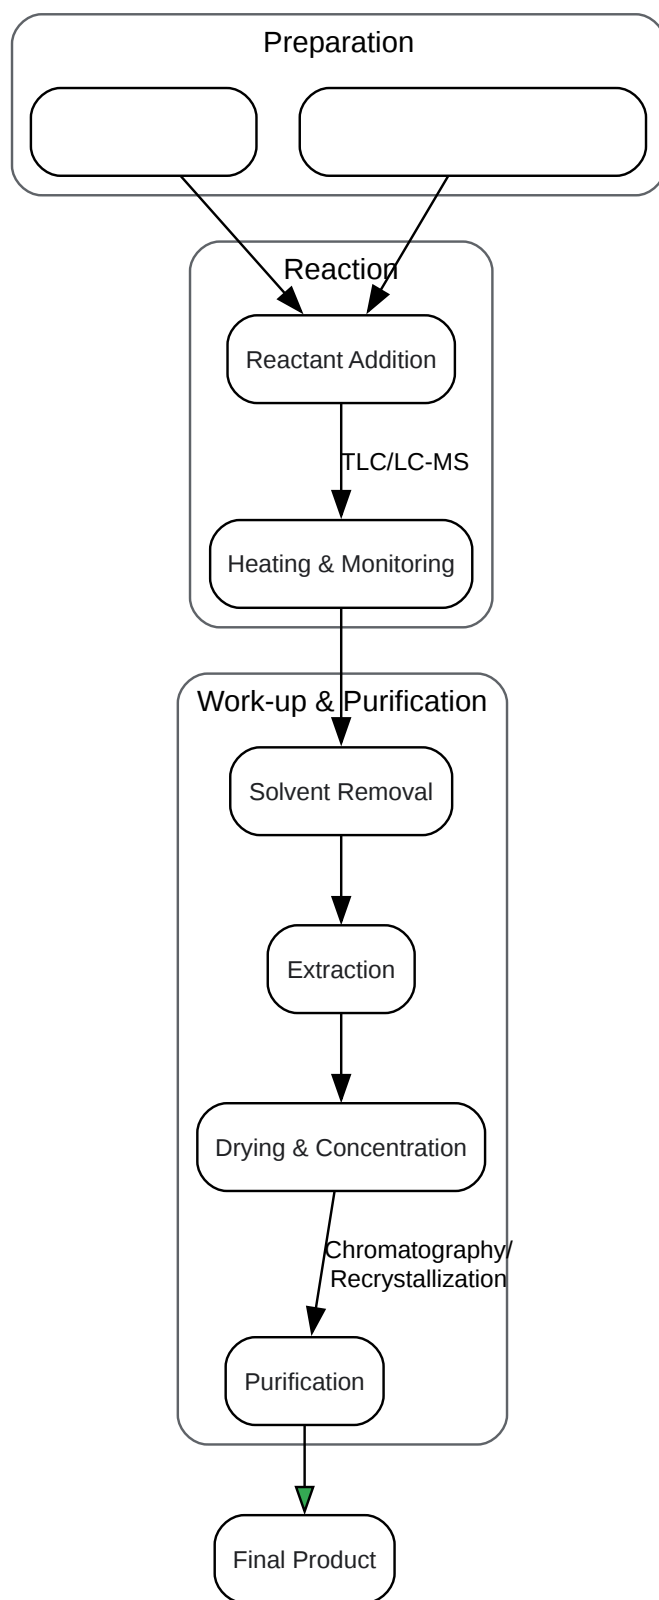 Preparation
Reaction
Reactant Addition
TLC/LC-MS
Heating & Monitoring
Work-up & Purification
Solvent Removal
Extraction
Drying & Concentration
Chromatography/
Recrystallization
Purification
Final Product